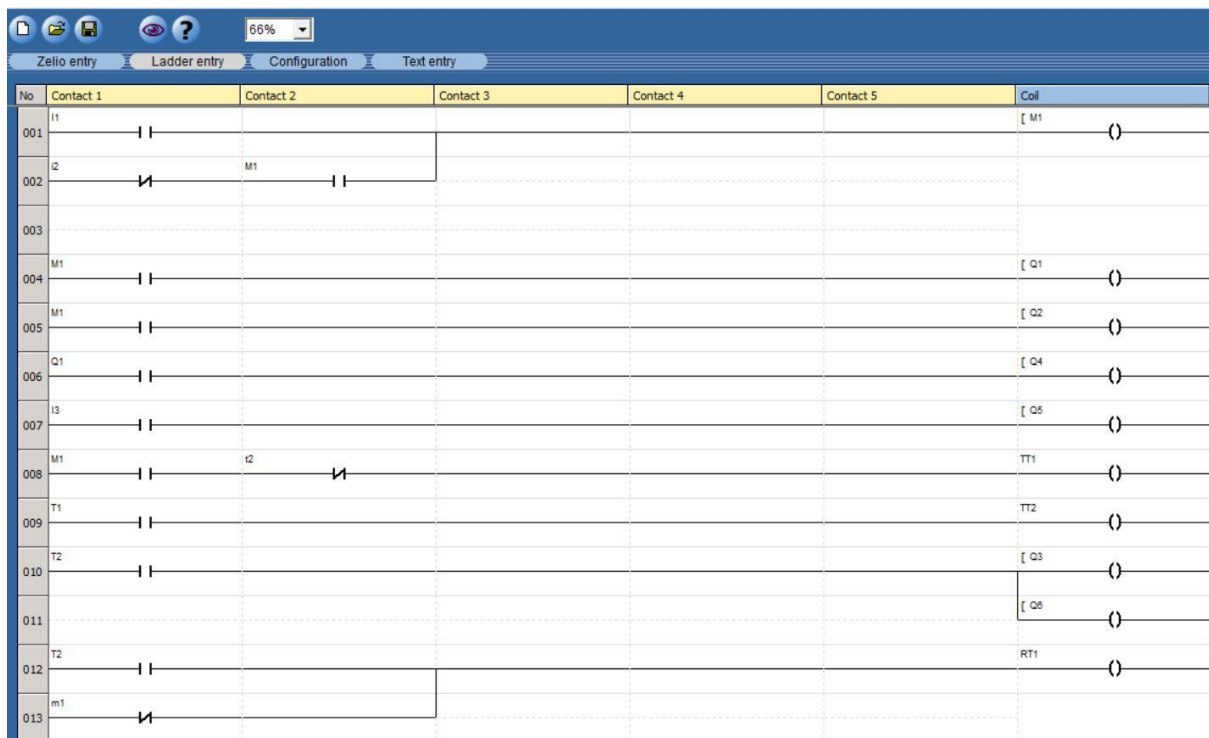 66%
Zelio entry Ladder entry Configuration Text entry
No Contact 1 Contact 2 Contact 3 Contact 4 Contact 5 Coil
I1 [ M1
001
i2 M1
002
003
M1 [ Q1
004
M1 [ Q2
005
Q1 [ Q4
006
I3 [ Q5
007
M1 t2 TT1
008
T1 TT2
009
T2 [ Q3
010
[ Q6
011
T2 RT1
012
m1
013